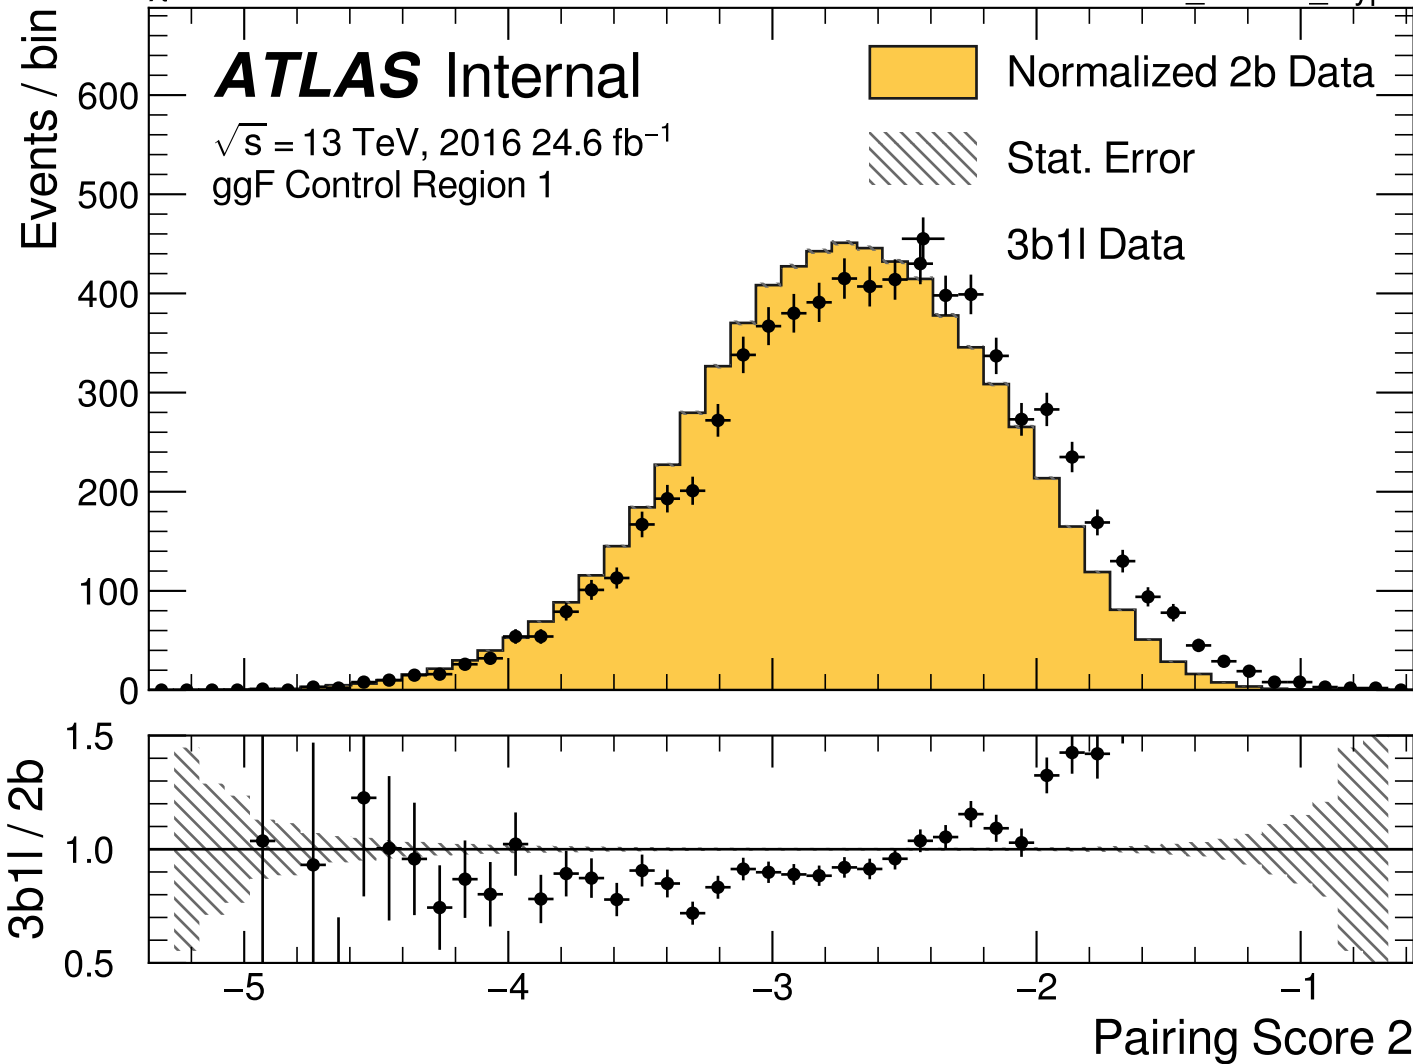 Events / bin
600
500
400
300
200
100
0
ATLAS Internal
√s = 13 TeV, 2016 24.6 fb⁻¹
ggF Control Region 1
Normalized 2b Data
Stat. Error
3b1l Data
3b1l / 2b
1.5
1.0
0.5
−5 −4 −3 −2 −1
Pairing Score 2